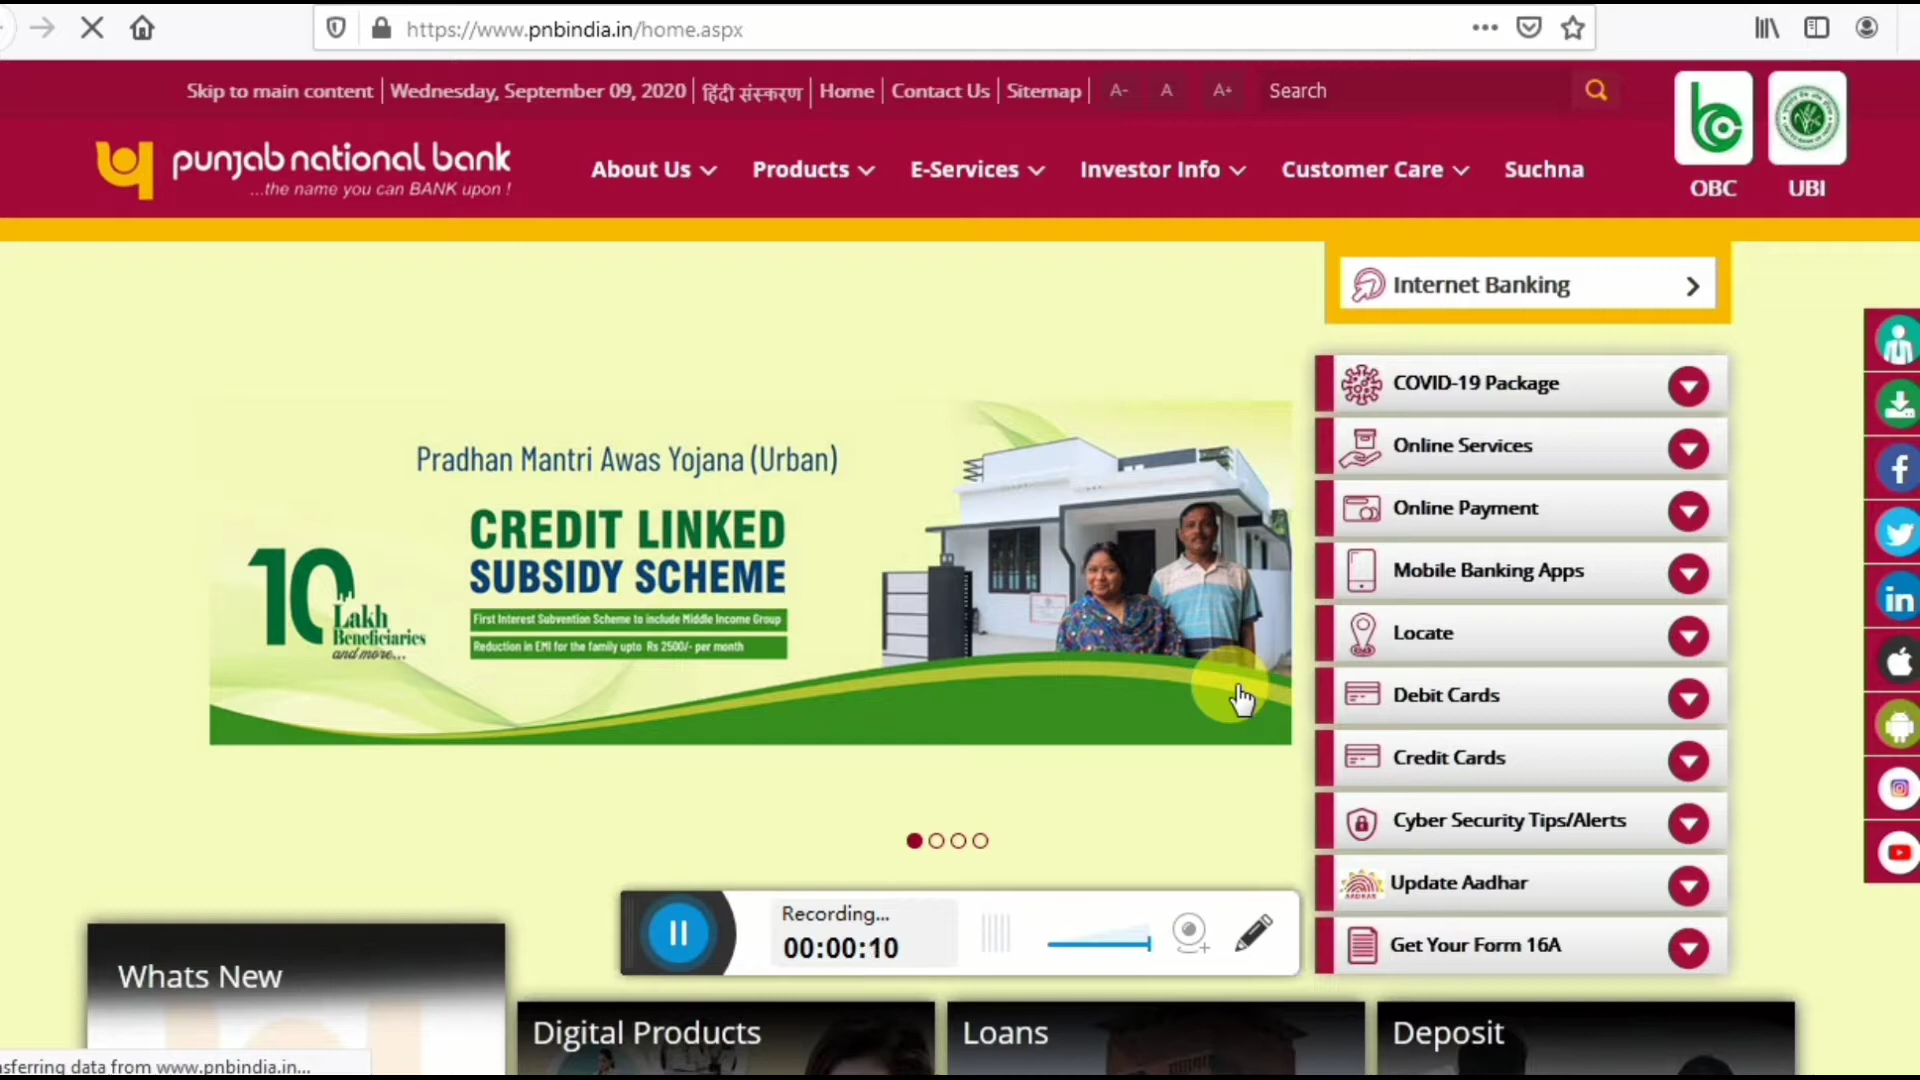 https://www.pnbindia.in/home.aspx
Skip to main content
Wednesday, September 09, 2020
हिंदी संस्करण
Home
Contact Us
Sitemap
A-
A
A+
Search
punjab national bank
...the name you can BANK upon !
About Us
Products
E-Services
Investor Info
Customer Care
Suchna
OBC
UBI
Internet Banking
COVID-19 Package
Online Services
Online Payment
Mobile Banking Apps
Locate
Debit Cards
Credit Cards
Cyber Security Tips/Alerts
AADHAAR
Update Aadhar
Get Your Form 16A
Pradhan Mantri Awas Yojana (Urban)
CREDIT LINKED
SUBSIDY SCHEME
10
Lakh
Beneficiaries
and more...
First Interest Subvention Scheme to include Middle Income Group
Reduction in EMI for the family upto Rs 2500/- per month
Recording...
00:00:10
Whats New
Digital Products
Loans
Deposit
nsferring data from www.pnbindia.in...